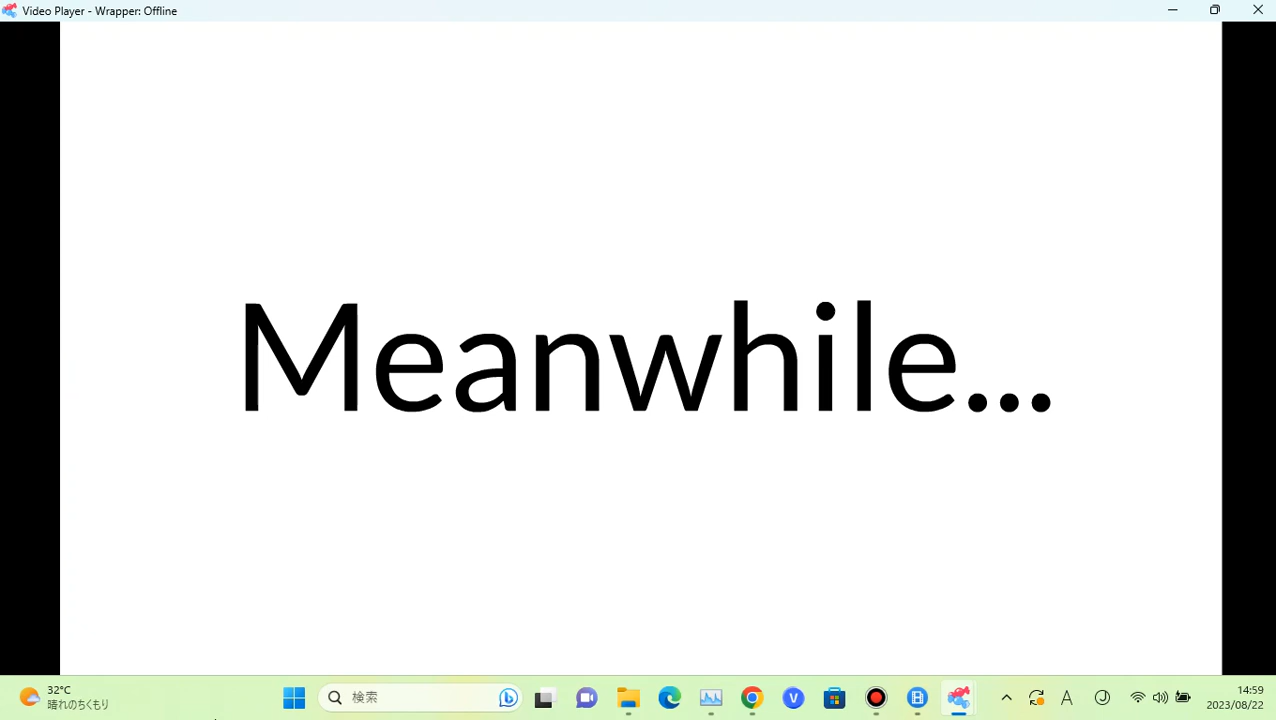 Video Player - Wrapper: Offline
Meanwhile...
32°C
晴れのちくもり
検索
V
A
14:59
2023/08/22